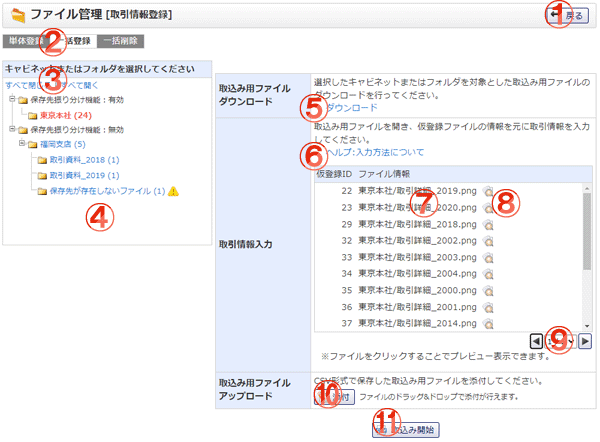 ファイル管理 [取引情報登録]
① 戻る
単体登録 ② 一括登録 一括削除
キャビネットまたはフォルダを選択してください
すべて閉じる ③ すべて開く
保存先振り分け機能：有効
東京本社 (24)
保存先振り分け機能：無効
福岡支店 (5)
取引資料_2018 (1)
取引資料_2019 (1)
保存先が存在しないファイル (1)
④
取込み用ファイル
ダウンロード
選択したキャビネットまたはフォルダを対象とした取込み用ファイルの
ダウンロードを行ってください。
⑤ ダウンロード
取引情報入力
取込み用ファイルを開き、仮登録ファイルの情報を元に取引情報を入力
してください。
⑥ ヘルプ:入力方法について
仮登録ID ファイル情報
22 東京本社/取引詳細_2019.png
23 東京本社/取引詳細_2020.png
29 東京本社/取引詳細_2018.png
32 東京本社/取引詳細_2002.png
33 東京本社/取引詳細_2003.png
34 東京本社/取引詳細_2004.png
35 東京本社/取引詳細_2000.png
36 東京本社/取引詳細_2001.png
37 東京本社/取引詳細_2014.png
⑦
⑧
⑨
※ファイルをクリックすることでプレビュー表示できます。
取込み用ファイル
アップロード
CSV形式で保存した取込み用ファイルを添付してください。
⑩ 添付 ファイルのドラッグ&ドロップで添付が行えます。
⑪ 取込み開始